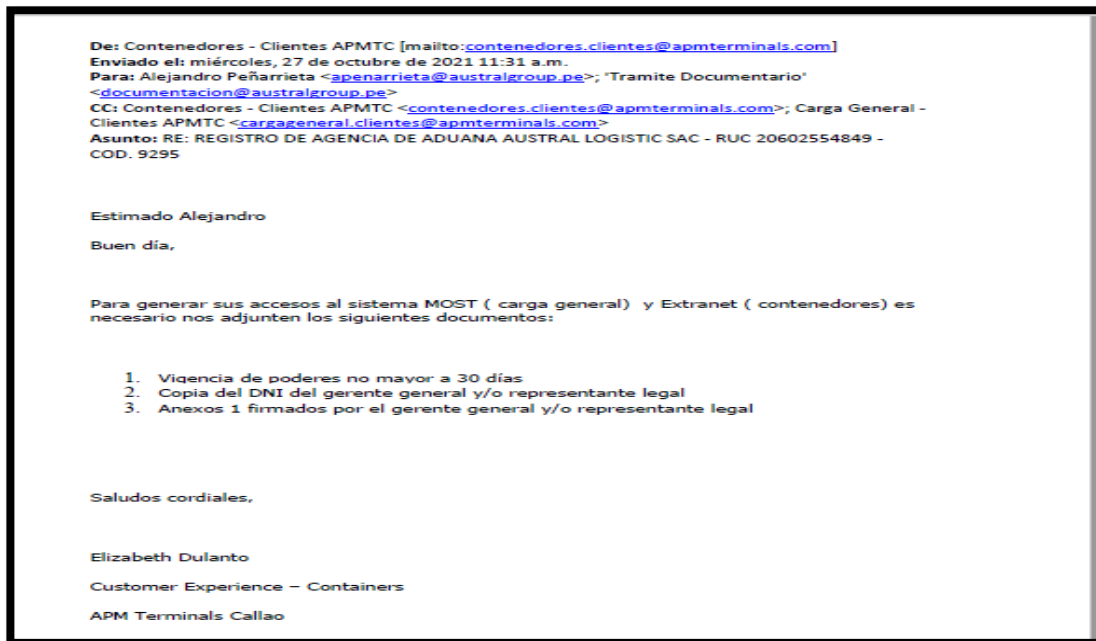 De: Contenedores - Clientes APMTC [mailto:contenedores.clientes@apmterminals.com]
Enviado el: miércoles, 27 de octubre de 2021 11:31 a.m.
Para: Alejandro Peñarrieta <apenarrieta@australgroup.pe>; 'Tramite Documentario'
<documentacion@australgroup.pe>
CC: Contenedores - Clientes APMTC <contenedores.clientes@apmterminals.com>; Carga General -
Clientes APMTC <cargageneral.clientes@apmterminals.com>
Asunto: RE: REGISTRO DE AGENCIA DE ADUANA AUSTRAL LOGISTIC SAC - RUC 20602554849 -
COD. 9295
Estimado Alejandro
Buen día,
Para generar sus accesos al sistema MOST ( carga general) y Extranet ( contenedores) es
necesario nos adjunten los siguientes documentos:
1. Vigencia de poderes no mayor a 30 días
2. Copia del DNI del gerente general y/o representante legal
3. Anexos 1 firmados por el gerente general y/o representante legal
Saludos cordiales,
Elizabeth Dulanto
Customer Experience – Containers
APM Terminals Callao